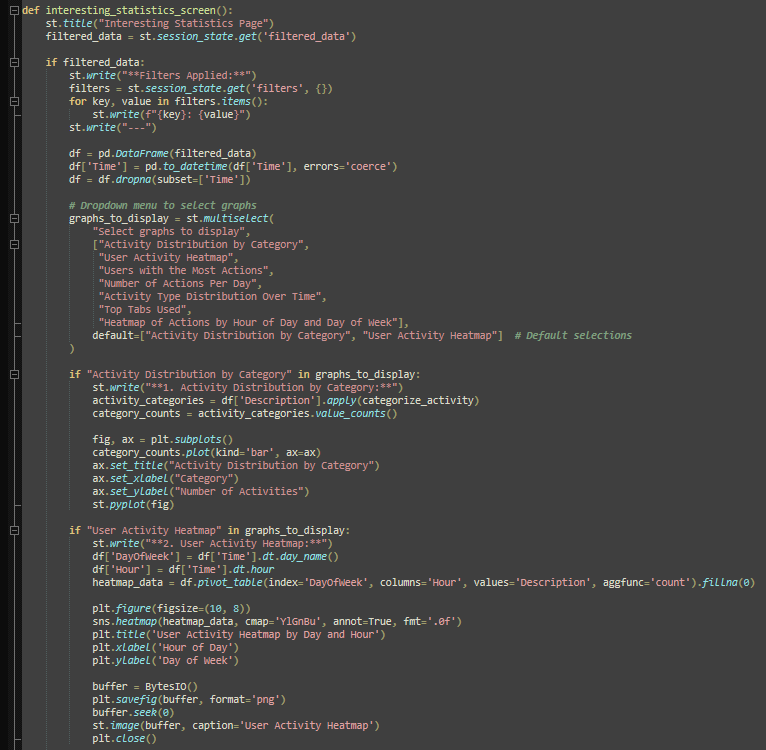 def interesting_statistics_screen():
    st.title("Interesting Statistics Page")
    filtered_data = st.session_state.get('filtered_data')

    if filtered_data:
        st.write("**Filters Applied:**")
        filters = st.session_state.get('filters', {})
        for key, value in filters.items():
            st.write(f"{key}: {value}")
        st.write("---")

        df = pd.DataFrame(filtered_data)
        df['Time'] = pd.to_datetime(df['Time'], errors='coerce')
        df = df.dropna(subset=['Time'])

        # Dropdown menu to select graphs
        graphs_to_display = st.multiselect(
            "Select graphs to display",
            ["Activity Distribution by Category",
             "User Activity Heatmap",
             "Users with the Most Actions",
             "Number of Actions Per Day",
             "Activity Type Distribution Over Time",
             "Top Tabs Used",
             "Heatmap of Actions by Hour of Day and Day of Week"],
            default=["Activity Distribution by Category", "User Activity Heatmap"]  # Default selections
        )

        if "Activity Distribution by Category" in graphs_to_display:
            st.write("**1. Activity Distribution by Category:**")
            activity_categories = df['Description'].apply(categorize_activity)
            category_counts = activity_categories.value_counts()

            fig, ax = plt.subplots()
            category_counts.plot(kind='bar', ax=ax)
            ax.set_title("Activity Distribution by Category")
            ax.set_xlabel("Category")
            ax.set_ylabel("Number of Activities")
            st.pyplot(fig)

        if "User Activity Heatmap" in graphs_to_display:
            st.write("**2. User Activity Heatmap:**")
            df['DayOfWeek'] = df['Time'].dt.day_name()
            df['Hour'] = df['Time'].dt.hour
            heatmap_data = df.pivot_table(index='DayOfWeek', columns='Hour', values='Description', aggfunc='count').fillna(0)

            plt.figure(figsize=(10, 8))
            sns.heatmap(heatmap_data, cmap='YlGnBu', annot=True, fmt='.0f')
            plt.title('User Activity Heatmap by Day and Hour')
            plt.xlabel('Hour of Day')
            plt.ylabel('Day of Week')

            buffer = BytesIO()
            plt.savefig(buffer, format='png')
            buffer.seek(0)
            st.image(buffer, caption='User Activity Heatmap')
            plt.close()